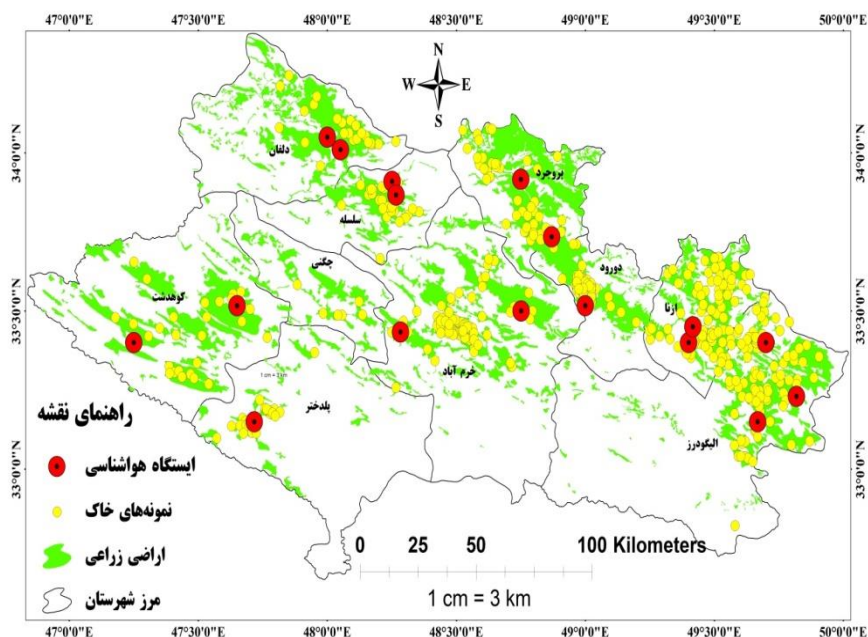 47°0'0"E 47°30'0"E 48°0'0"E 48°30'0"E 49°0'0"E 49°30'0"E 50°0'0"E
N
W E
S
34°0'0"N 34°0'0"N
دلفان
بروجرد
سلسله
چگنی
دورود
کوهدشت
ازنا
33°30'0"N 33°30'0"N
خرم آباد
1 cm = 3 km
پلدختر
الیگودرز
33°0'0"N 33°0'0"N
راهنمای نقشه
ایستگاه هواشناسی
نمونه‌های خاک
اراضی زراعی
مرز شهرستان
0 25 50 100 Kilometers
1 cm = 3 km
47°0'0"E 47°30'0"E 48°0'0"E 48°30'0"E 49°0'0"E 49°30'0"E 50°0'0"E